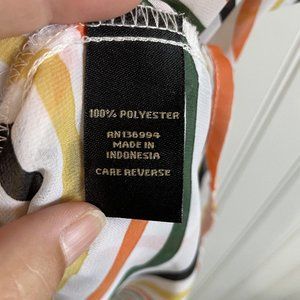 100% POLYESTER
RN136994
MADE IN
INDONESIA
CARE REVERSE